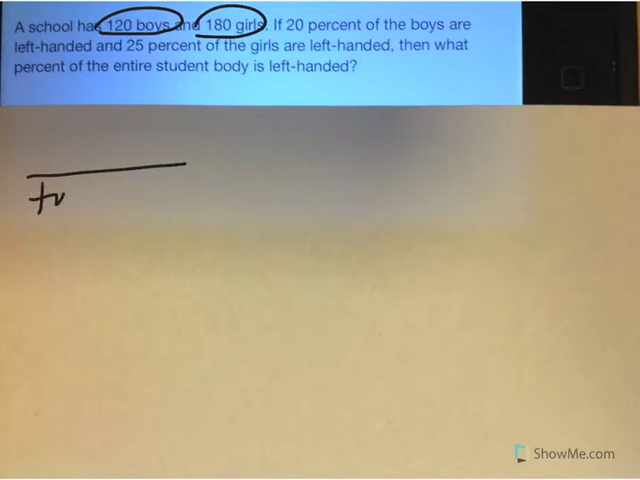 A school has 120 boys and 180 girls. If 20 percent of the boys are
left-handed and 25 percent of the girls are left-handed, then what
percent of the entire student body is left-handed?
ShowMe.com